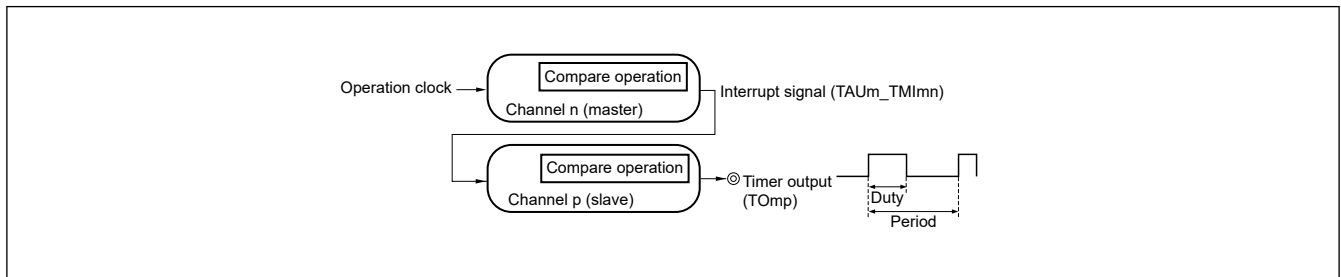 Compare operation
Operation clock
Interrupt signal (TAUm_TMImn)
Channel n (master)
Compare operation
Timer output
(TOmp)
Channel p (slave)
Duty
Period